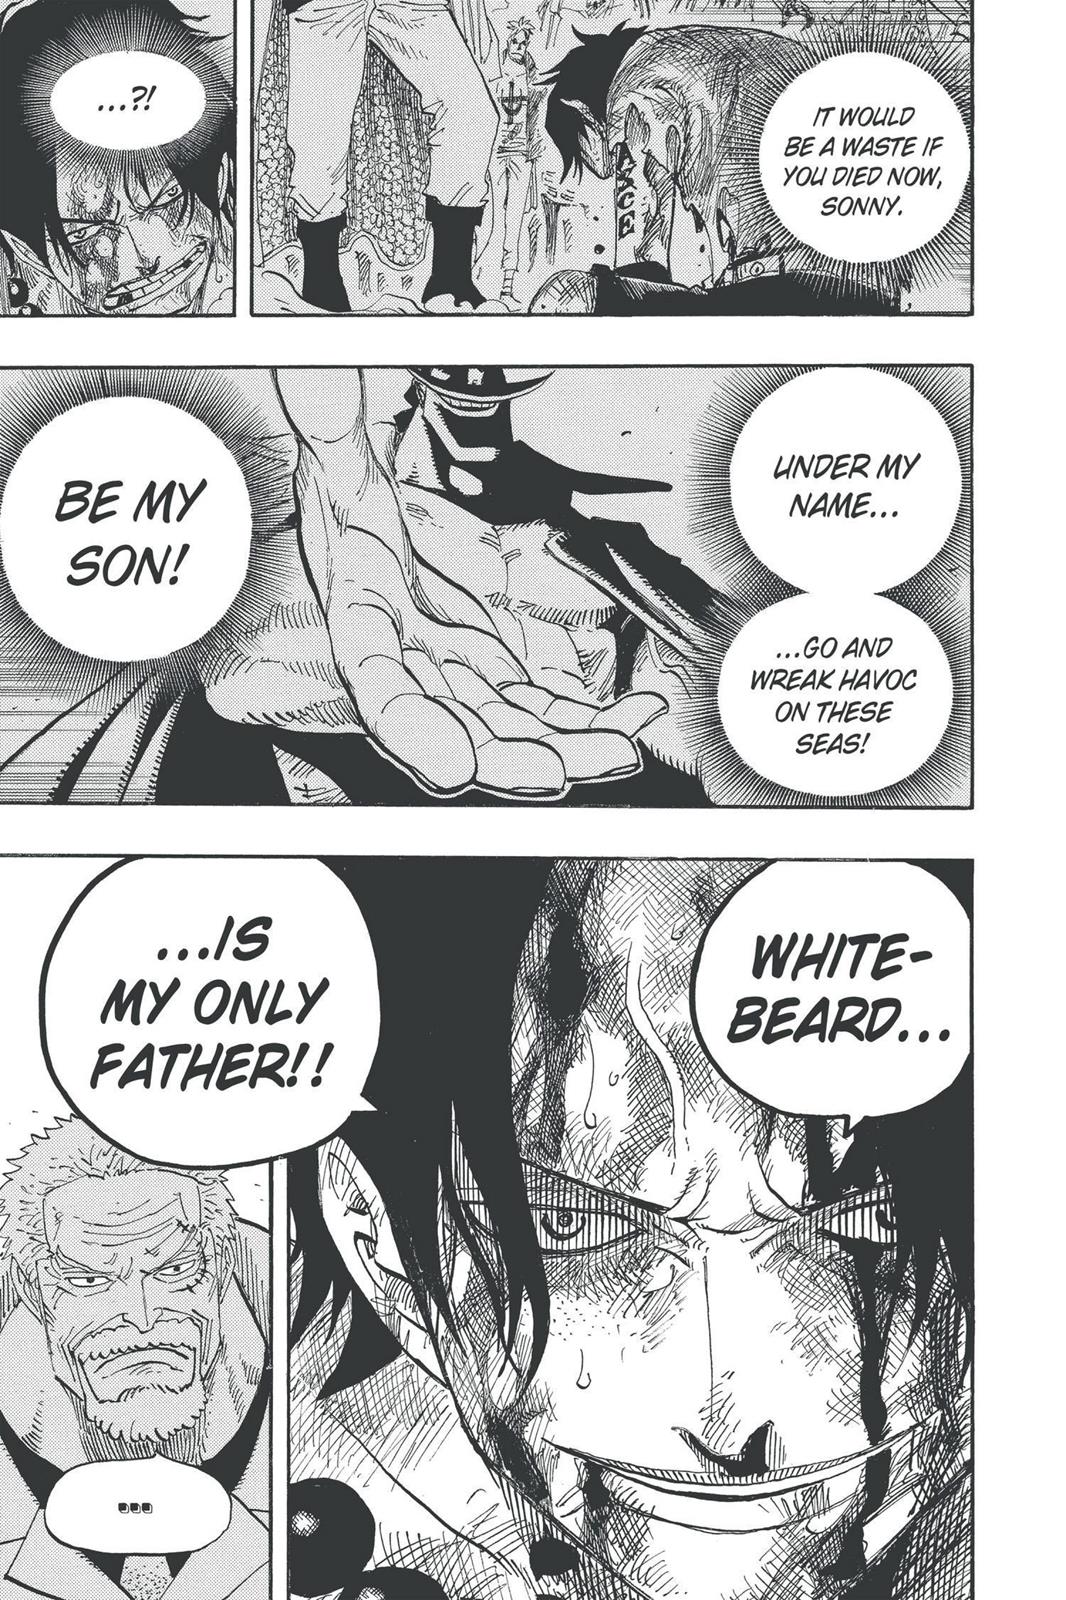 IT WOULD
BE A WASTE IF
YOU DIED NOW,
SONNY.
ACE
...?!
UNDER MY
NAME...
...GO AND
WREAK HAVOC
ON THESE
SEAS!
BE MY
SON!
WHITE-
BEARD...
...IS
MY ONLY
FATHER!!
...